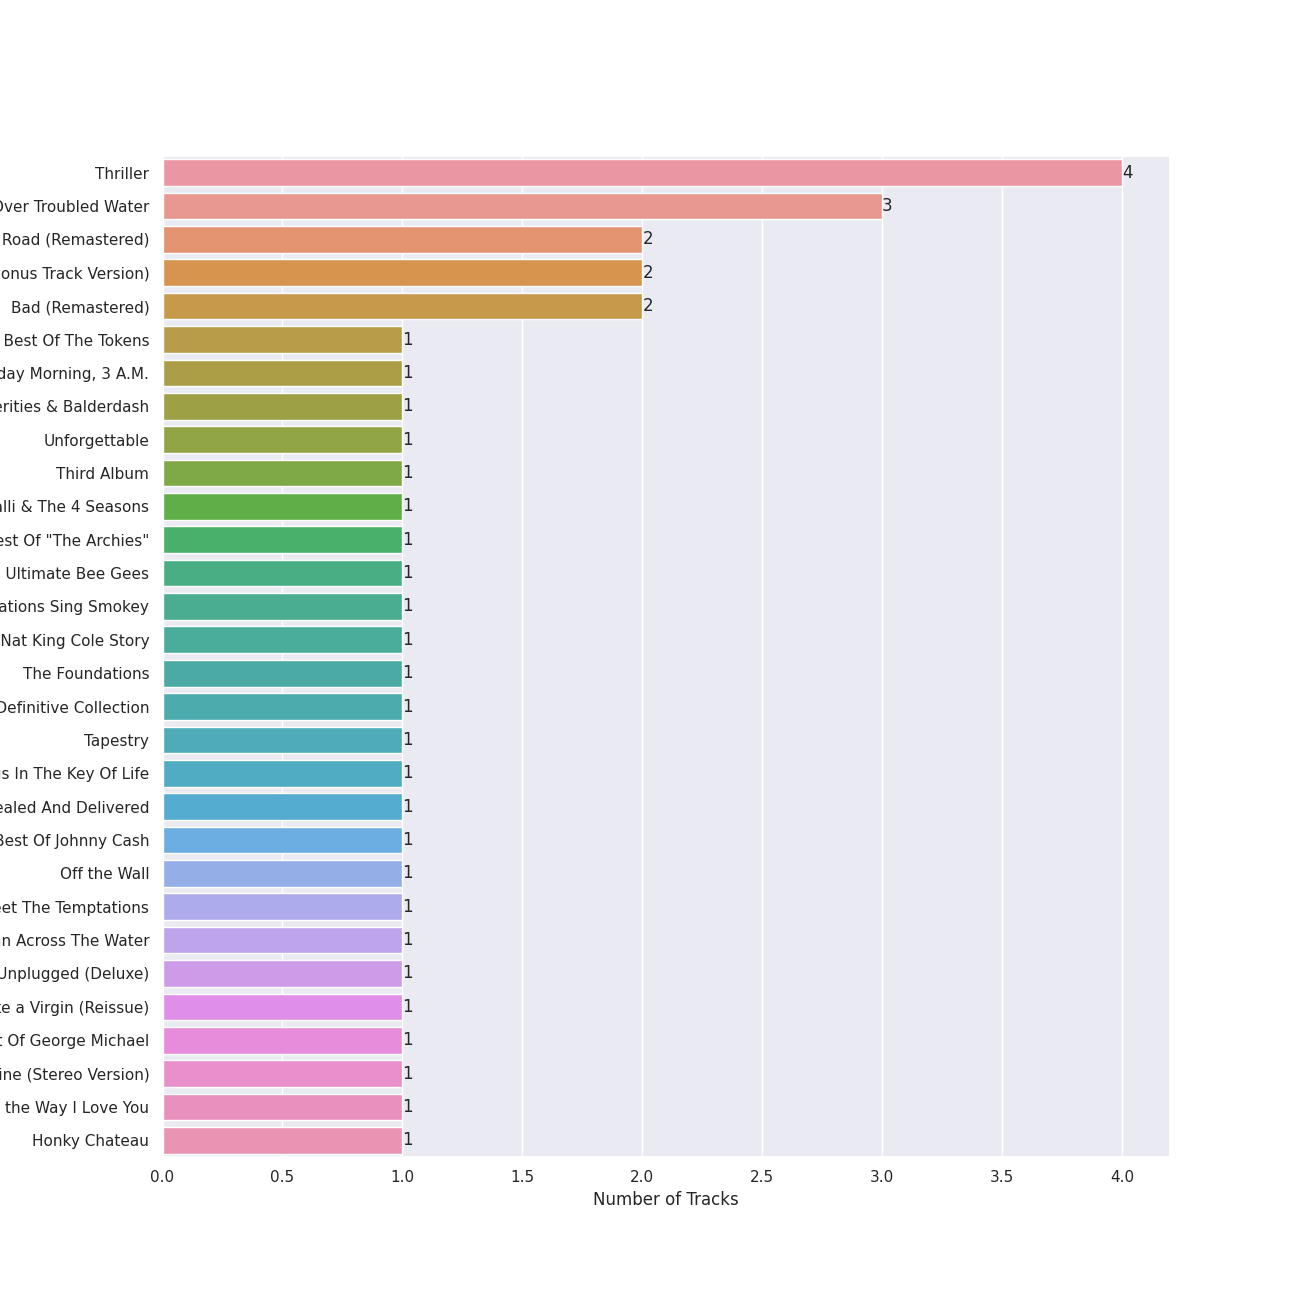 Thriller 4
Over Troubled Water 3
Road (Remastered) 2
onus Track Version) 2
Bad (Remastered) 2
Best Of The Tokens 1
day Morning, 3 A.M. 1
erities & Balderdash 1
Unforgettable 1
Third Album 1
alli & The 4 Seasons 1
est Of "The Archies" 1
Ultimate Bee Gees 1
ations Sing Smokey 1
Nat King Cole Story 1
The Foundations 1
Definitive Collection 1
Tapestry 1
s In The Key Of Life 1
ealed And Delivered 1
Best Of Johnny Cash 1
Off the Wall 1
eet The Temptations 1
n Across The Water 1
Unplugged (Deluxe) 1
ke a Virgin (Reissue) 1
t Of George Michael 1
ine (Stereo Version) 1
the Way I Love You 1
Honky Chateau 1
0.0 0.5 1.0 1.5 2.0 2.5 3.0 3.5 4.0
Number of Tracks